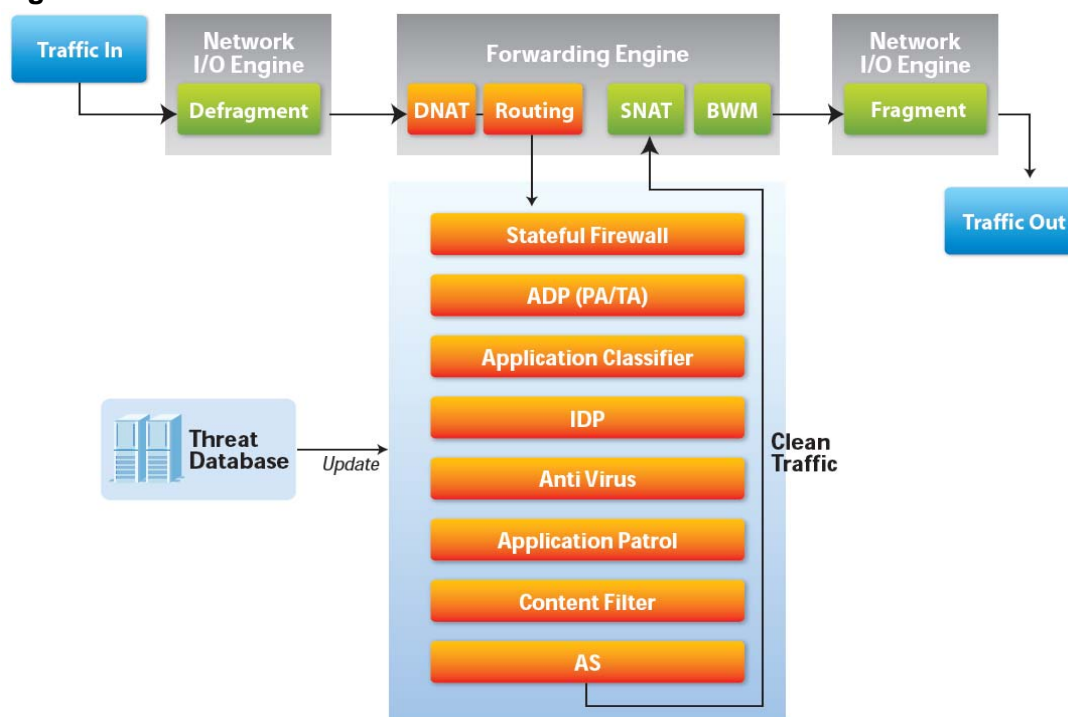 Traffic In
Network
I/O Engine
Defragment
Forwarding Engine
DNAT
Routing
SNAT
BWM
Network
I/O Engine
Fragment
Traffic Out
Stateful Firewall
ADP (PA/TA)
Application Classifier
IDP
Anti Virus
Application Patrol
Content Filter
AS
Threat
Database
Update
Clean
Traffic